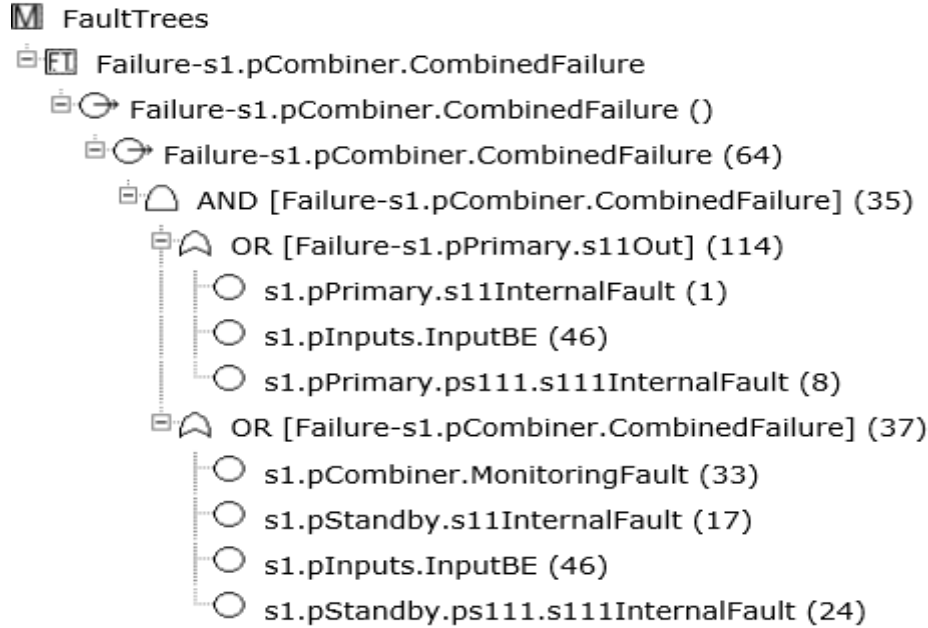 M FaultTrees
FT Failure-s1.pCombiner.CombinedFailure
Failure-s1.pCombiner.CombinedFailure ()
Failure-s1.pCombiner.CombinedFailure (64)
AND [Failure-s1.pCombiner.CombinedFailure] (35)
OR [Failure-s1.pPrimary.s11Out] (114)
s1.pPrimary.s11InternalFault (1)
s1.pInputs.InputBE (46)
s1.pPrimary.ps111.s111InternalFault (8)
OR [Failure-s1.pCombiner.CombinedFailure] (37)
s1.pCombiner.MonitoringFault (33)
s1.pStandby.s11InternalFault (17)
s1.pInputs.InputBE (46)
s1.pStandby.ps111.s111InternalFault (24)